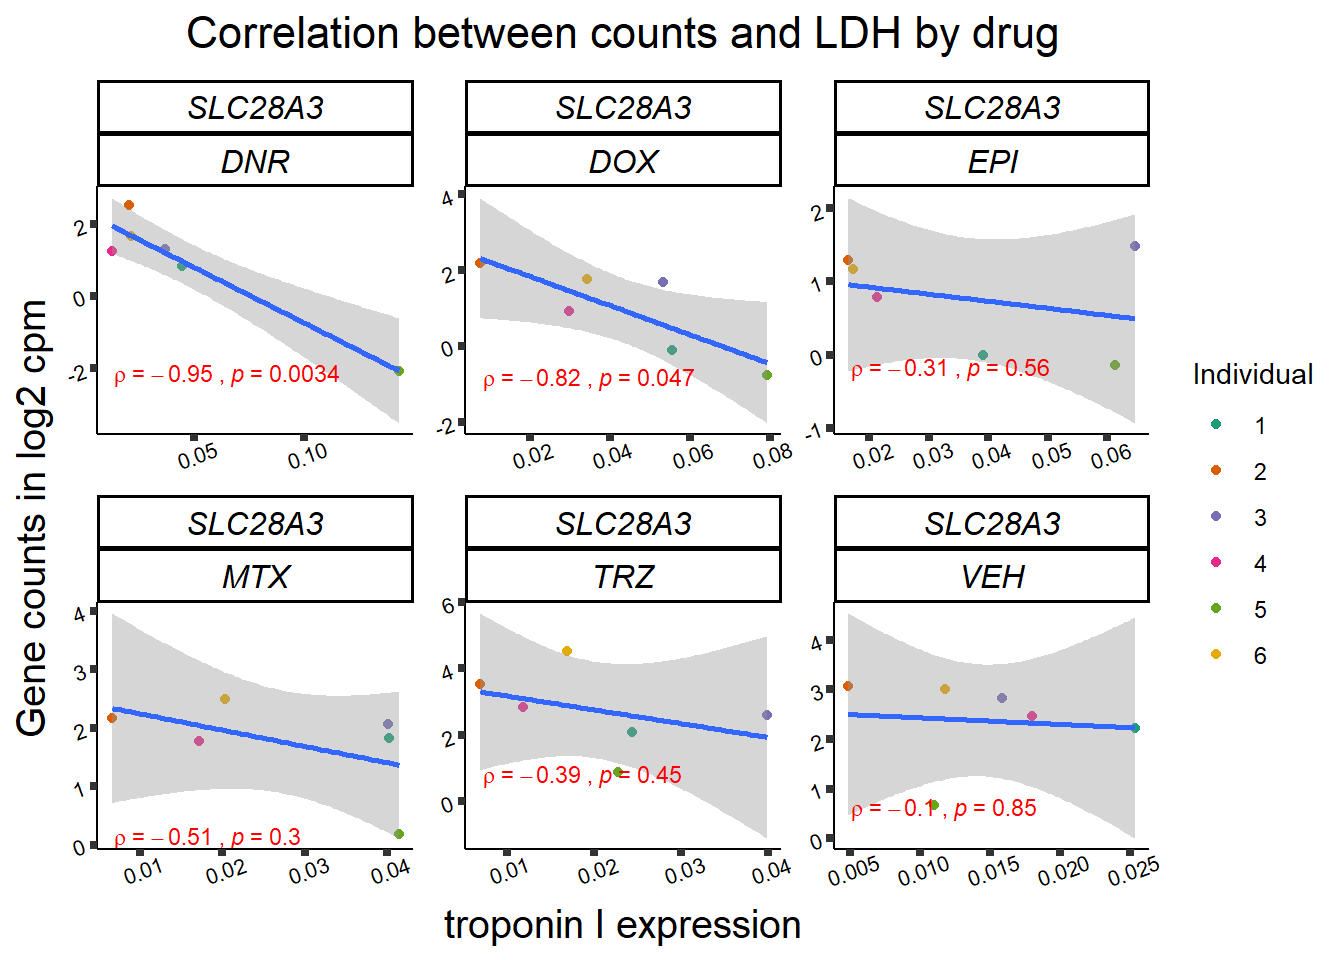 Correlation between counts and LDH by drug
SLC28A3
DNR
4
2
0
-2
ρ = −0.95 , p = 0.0034
0.05
0.10
SLC28A3
DOX
4
2
0
-2
ρ = −0.82 , p = 0.047
0.02
0.04
0.06
0.08
SLC28A3
EPI
2
1
0
-1
ρ = −0.31 , p = 0.56
0.02
0.03
0.04
0.05
0.06
SLC28A3
MTX
4
3
2
1
0
ρ = −0.51 , p = 0.3
0.01
0.02
0.03
0.04
SLC28A3
TRZ
6
4
2
0
ρ = −0.39 , p = 0.45
0.01
0.02
0.03
0.04
SLC28A3
VEH
4
3
2
1
0
ρ = −0.1 , p = 0.85
0.005
0.010
0.015
0.020
0.025
Gene counts in log2 cpm
troponin I expression
Individual
1
2
3
4
5
6